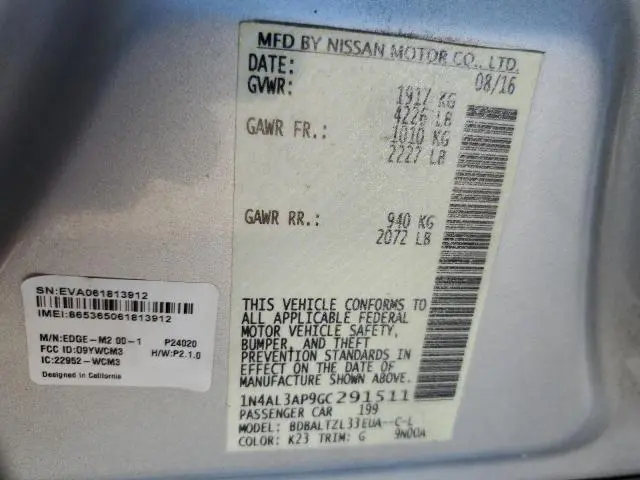 MFD BY NISSAN MOTOR CO., LTD.
DATE: 08/16
GVWR: 1917 KG
4226 LB
GAWR FR.: 1010 KG
2227 LB
GAWR RR.: 940 KG
2072 LB
THIS VEHICLE CONFORMS TO
ALL APPLICABLE FEDERAL
MOTOR VEHICLE SAFETY,
BUMPER, AND THEFT
PREVENTION STANDARDS IN
EFFECT ON THE DATE OF
MANUFACTURE SHOWN ABOVE.
1N4AL3AP9GC291511
PASSENGER CAR 199
MODEL: BDBALTZL33EUA--C-L
COLOR: K23 TRIM: G 9N00A
SN:EVA061813912
IMEI:865365061813912
M/N:EDGE-M2 00-1 P24020
FCC ID:O9YWCM3 H/W:P2.1.0
IC:22952-WCM3
Designed in California